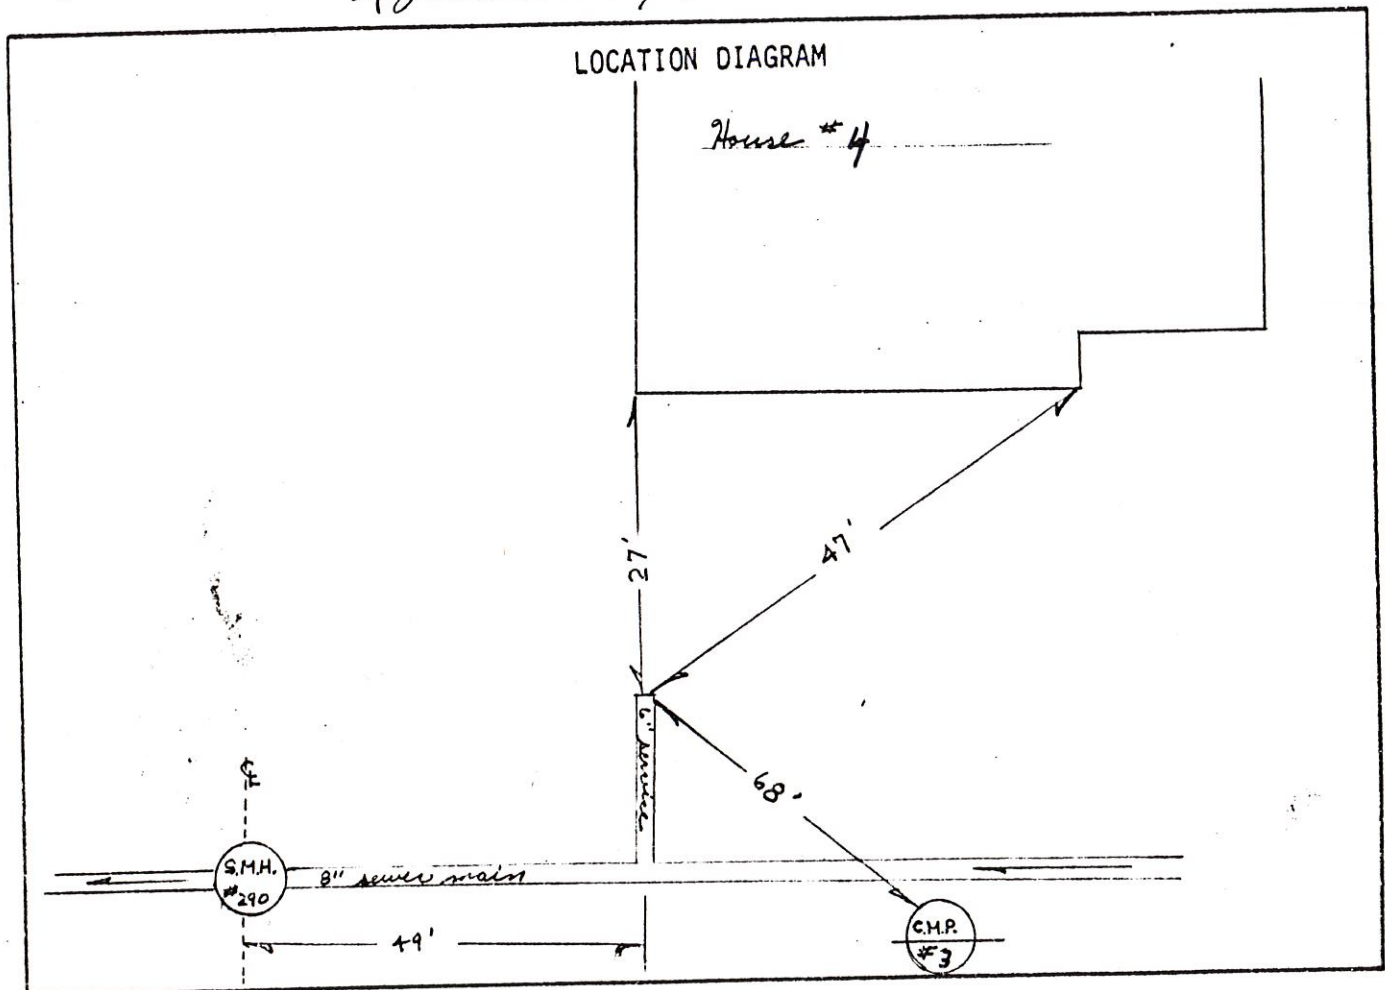 LOCATION DIAGRAM
House # 4
27'
47'
6" service
68'
℄
S.M.H.
#290
8" sewer main
49'
C.M.P.
#3